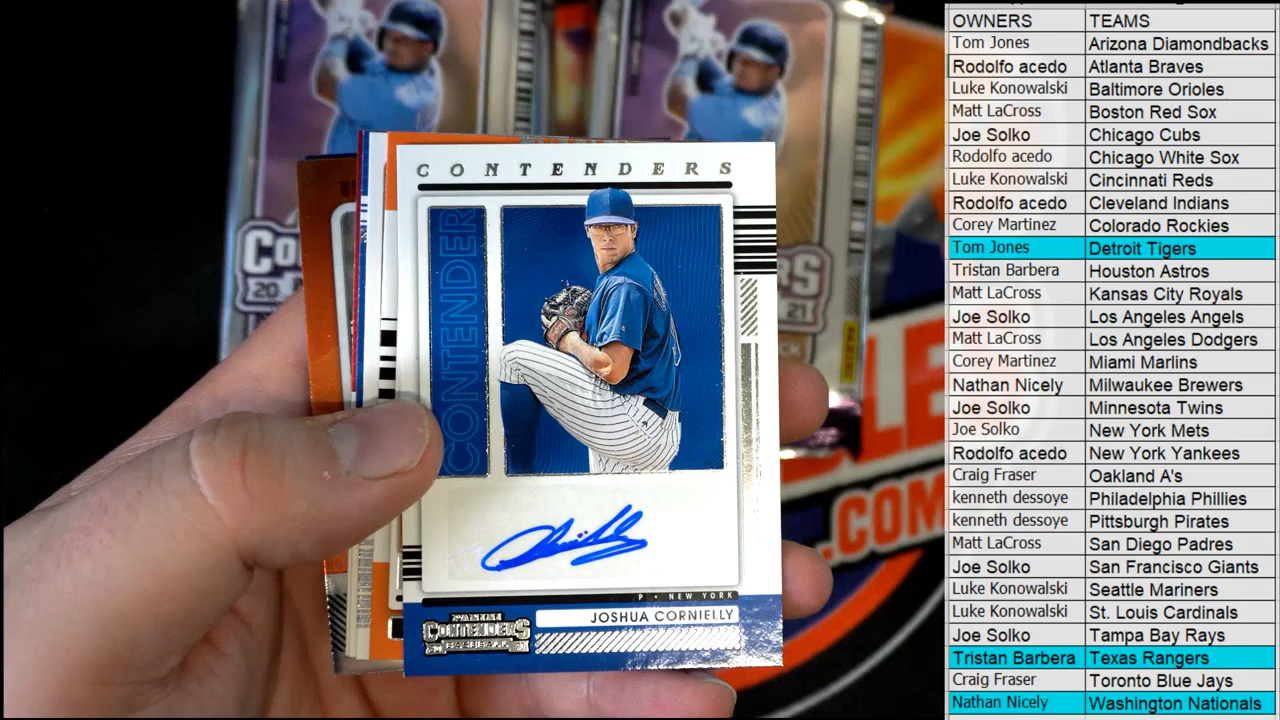 CONTENDERS
CONTENDER
P • NEW YORK
JOSHUA CORNIELLY
PANINI
CONTENDERS
BASEBALL
20
21
.COM
OWNERS TEAMS
Tom Jones Arizona Diamondbacks
Rodolfo acedo Atlanta Braves
Luke Konowalski Baltimore Orioles
Matt LaCross Boston Red Sox
Joe Solko Chicago Cubs
Rodolfo acedo Chicago White Sox
Luke Konowalski Cincinnati Reds
Rodolfo acedo Cleveland Indians
Corey Martinez Colorado Rockies
Tom Jones Detroit Tigers
Tristan Barbera Houston Astros
Matt LaCross Kansas City Royals
Joe Solko Los Angeles Angels
Matt LaCross Los Angeles Dodgers
Corey Martinez Miami Marlins
Nathan Nicely Milwaukee Brewers
Joe Solko Minnesota Twins
Joe Solko New York Mets
Rodolfo acedo New York Yankees
Craig Fraser Oakland A's
kenneth dessoye Philadelphia Phillies
kenneth dessoye Pittsburgh Pirates
Matt LaCross San Diego Padres
Joe Solko San Francisco Giants
Luke Konowalski Seattle Mariners
Luke Konowalski St. Louis Cardinals
Joe Solko Tampa Bay Rays
Tristan Barbera Texas Rangers
Craig Fraser Toronto Blue Jays
Nathan Nicely Washington Nationals